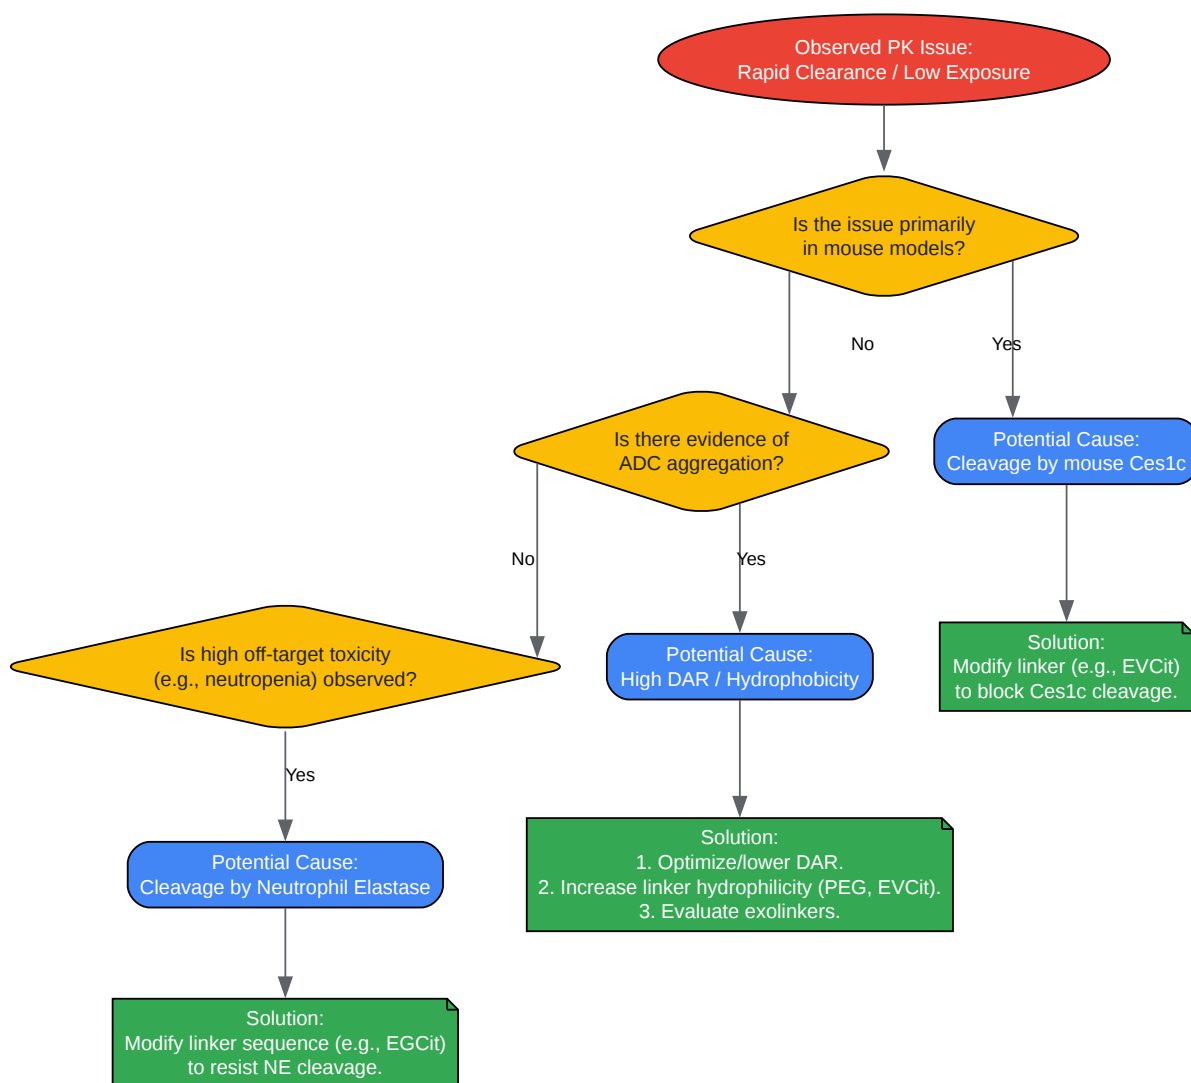 Observed PK Issue:
Rapid Clearance / Low Exposure
Is the issue primarily
in mouse models?
No
Yes
Is there evidence of
ADC aggregation?
Potential Cause:
Cleavage by mouse Ces1c
No
Yes
Is high off-target toxicity
(e.g., neutropenia) observed?
Potential Cause:
High DAR / Hydrophobicity
Solution:
Modify linker (e.g., EVCit)
to block Ces1c cleavage.
Yes
Potential Cause:
Cleavage by Neutrophil Elastase
Solution:
1. Optimize/lower DAR.
2. Increase linker hydrophilicity (PEG, EVCit).
3. Evaluate exolinkers.
Solution:
Modify linker sequence (e.g., EGCit)
to resist NE cleavage.